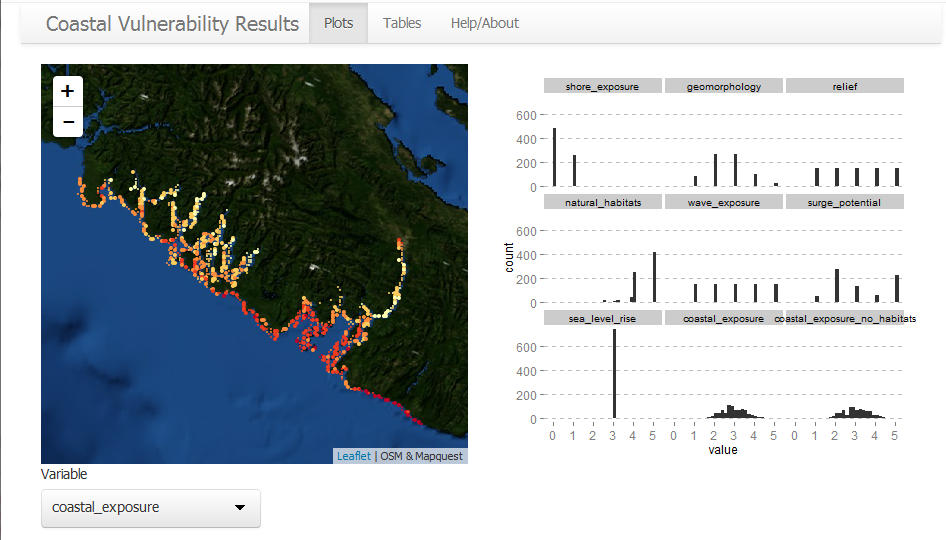 Coastal Vulnerability Results Plots Tables Help/About
+
−
Leaflet | OSM & Mapquest
Variable
coastal_exposure
shore_exposure geomorphology relief
600
400
200
0
natural_habitats wave_exposure surge_potential
600
400
200
0
sea_level_rise coastal_exposure coastal_exposure_no_habitats
600
400
200
0
0 1 2 3 4 5 0 1 2 3 4 5 0 1 2 3 4 5
value
count